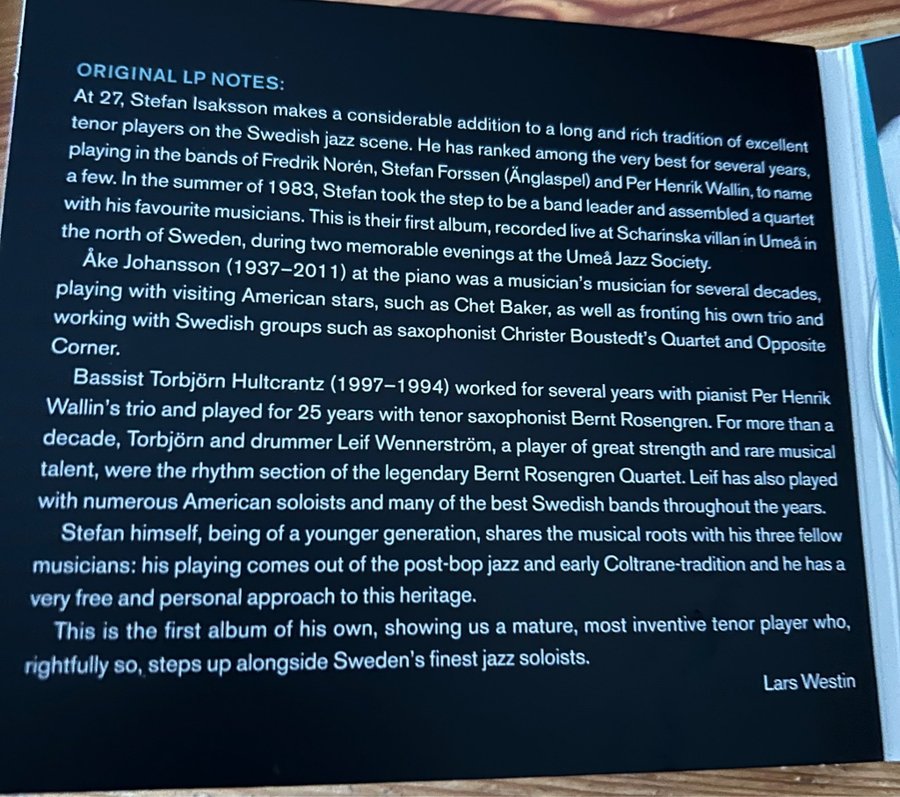 ORIGINAL LP NOTES:
At 27, Stefan Isaksson makes a considerable addition to a long and rich tradition of excellent
tenor players on the Swedish jazz scene. He has ranked among the very best for several years,
playing in the bands of Fredrik Norén, Stefan Forssen (Änglaspel) and Per Henrik Wallin, to name
a few. In the summer of 1983, Stefan took the step to be a band leader and assembled a quartet
with his favourite musicians. This is their first album, recorded live at Scharinska villan in Umeå in
the north of Sweden, during two memorable evenings at the Umeå Jazz Society.
Åke Johansson (1937–2011) at the piano was a musician's musician for several decades,
playing with visiting American stars, such as Chet Baker, as well as fronting his own trio and
working with Swedish groups such as saxophonist Christer Boustedt's Quartet and Opposite
Corner.
Bassist Torbjörn Hultcrantz (1997–1994) worked for several years with pianist Per Henrik
Wallin's trio and played for 25 years with tenor saxophonist Bernt Rosengren. For more than a
decade, Torbjörn and drummer Leif Wennerström, a player of great strength and rare musical
talent, were the rhythm section of the legendary Bernt Rosengren Quartet. Leif has also played
with numerous American soloists and many of the best Swedish bands throughout the years.
Stefan himself, being of a younger generation, shares the musical roots with his three fellow
musicians: his playing comes out of the post-bop jazz and early Coltrane-tradition and he has a
very free and personal approach to this heritage.
This is the first album of his own, showing us a mature, most inventive tenor player who,
rightfully so, steps up alongside Sweden's finest jazz soloists.
Lars Westin